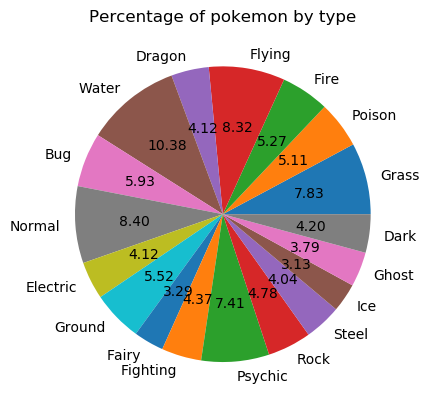 Percentage of pokemon by type
Dragon
Flying
Water
Fire
4.12
8.32
Poison
5.27
10.38
5.11
Bug
Grass
5.93
7.83
Normal
8.40
4.20
Dark
3.79
4.12
3.13
Ghost
Electric
5.52
4.04
3.29
4.78
Ice
4.37
7.41
Ground
Steel
Fairy
Rock
Fighting
Psychic